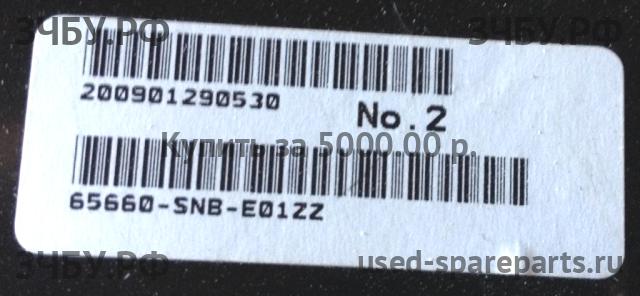 ЗЧБУ.РФ ЗЧБУ.РФ
200901290530
No.2
Купить за 5000.00 р.
65660-SNB-E01ZZ
ЗЧБУ.РФ used-spareparts.ru